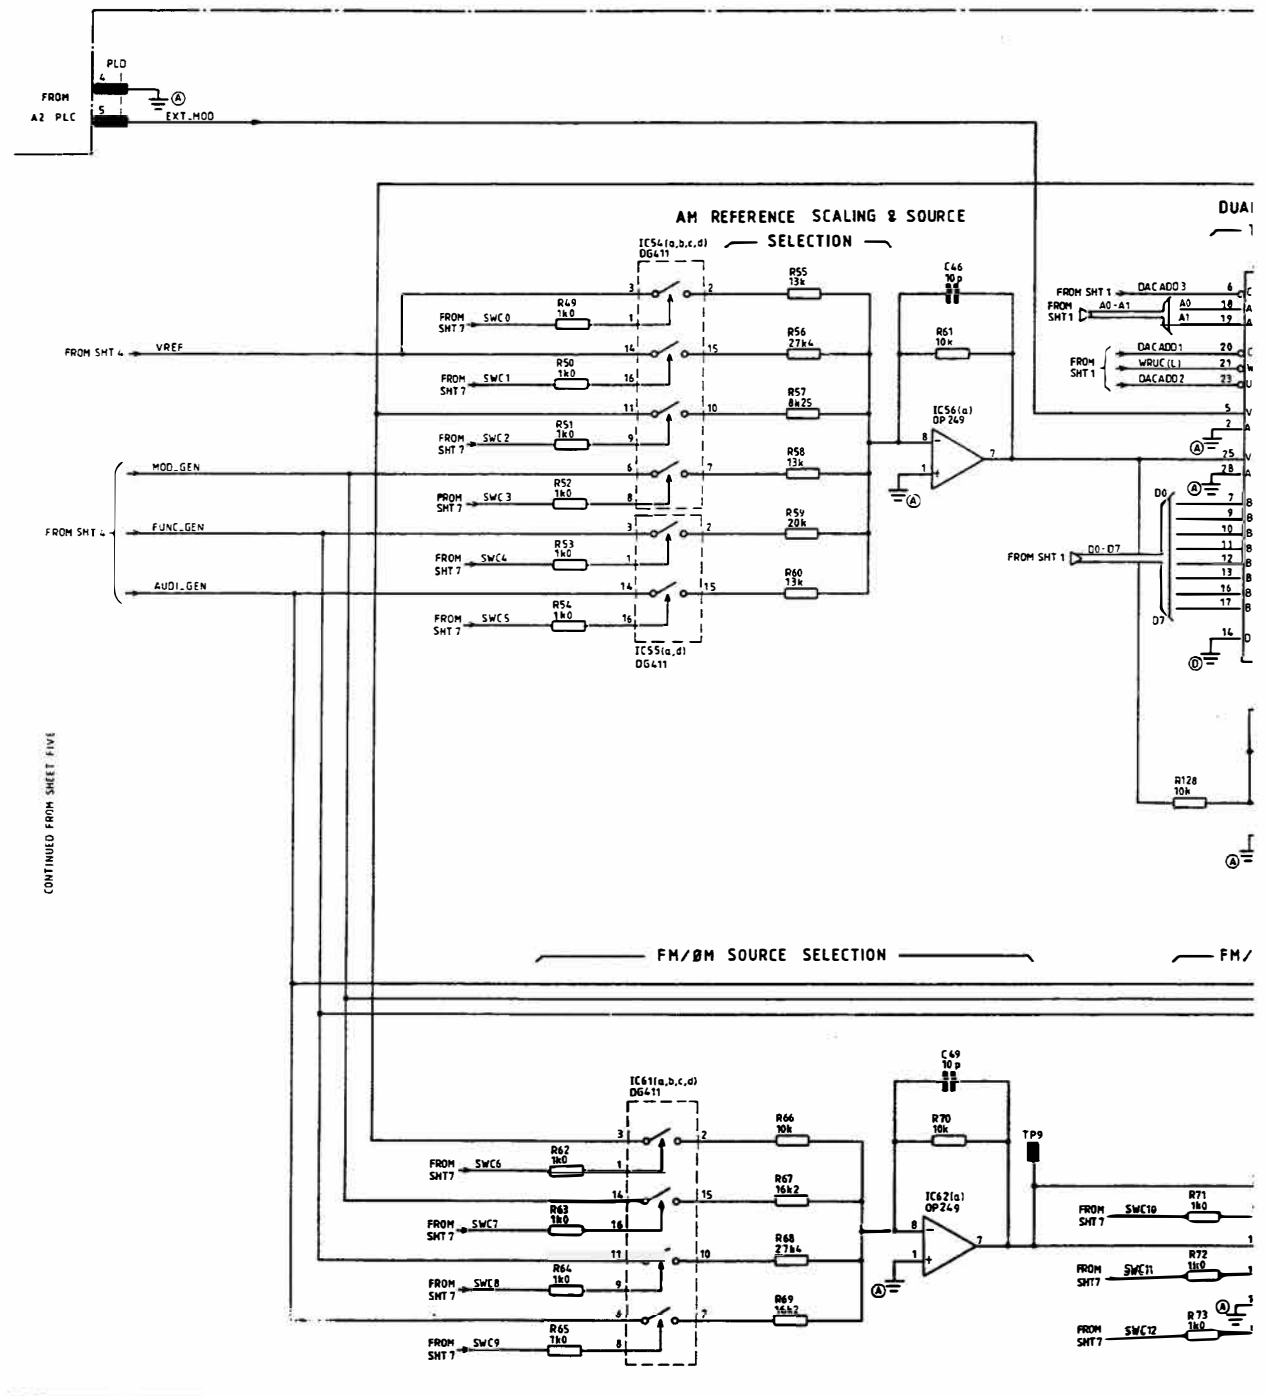 PLD
4
FROM
A2 PLC
5
A
EXT_MOD
AM REFERENCE SCALING & SOURCE
SELECTION
DUAL
IC54(a,b,c,d)
DG411
3
2
R55
13k
C46
10p
FROM SHT 7
SWC0
R49
1k0
1
FROM SHT 4
VREF
14
15
R56
27k4
R61
10k
FROM SHT 7
SWC1
R50
1k0
16
11
10
R57
8k25
FROM SHT 7
SWC2
R51
1k0
9
IC56(a)
OP249
8
−
1
+
7
A
MOD_GEN
6
7
R58
13k
FROM SHT 7
SWC3
R52
1k0
8
FROM SHT 4
FUNC_GEN
3
2
R59
20k
FROM SHT 7
SWC4
R53
1k0
1
AUDI_GEN
14
15
R60
13k
FROM SHT 7
SWC5
R54
1k0
16
IC55(a,d)
DG411
FROM SHT 1
DACADD3
6
FROM SHT 1
A0-A1
A0
18
A
A1
19
A
FROM SHT 1
DACADD1
20
WRUC(L)
21
W
DACADD2
23
U
5
V
2
A
A
25
V
28
A
A
D0
7
B
9
B
10
B
11
B
FROM SHT 1
D0-D7
12
B
13
B
16
B
17
B
D7
14
D
D
R128
10k
A
CONTINUED FROM SHEET FIVE
FM/ØM SOURCE SELECTION
FM/
IC61(a,b,c,d)
DG411
C49
10p
3
2
R66
10k
R70
10k
TP9
FROM SHT7
SWC6
R62
1k0
1
14
15
R67
16k2
FROM SHT 7
SWC7
R63
1k0
16
IC62(a)
OP249
8
−
1
+
7
A
11
10
R68
27k4
FROM SHT 7
SWC8
R64
1k0
9
6
7
R69
16k2
FROM SHT 7
SWC9
R65
1k0
8
FROM SHT7
SWC10
R71
1k0
FROM SHT7
SWC11
R72
1k0
A
FROM SHT 7
SWC12
R73
1k0